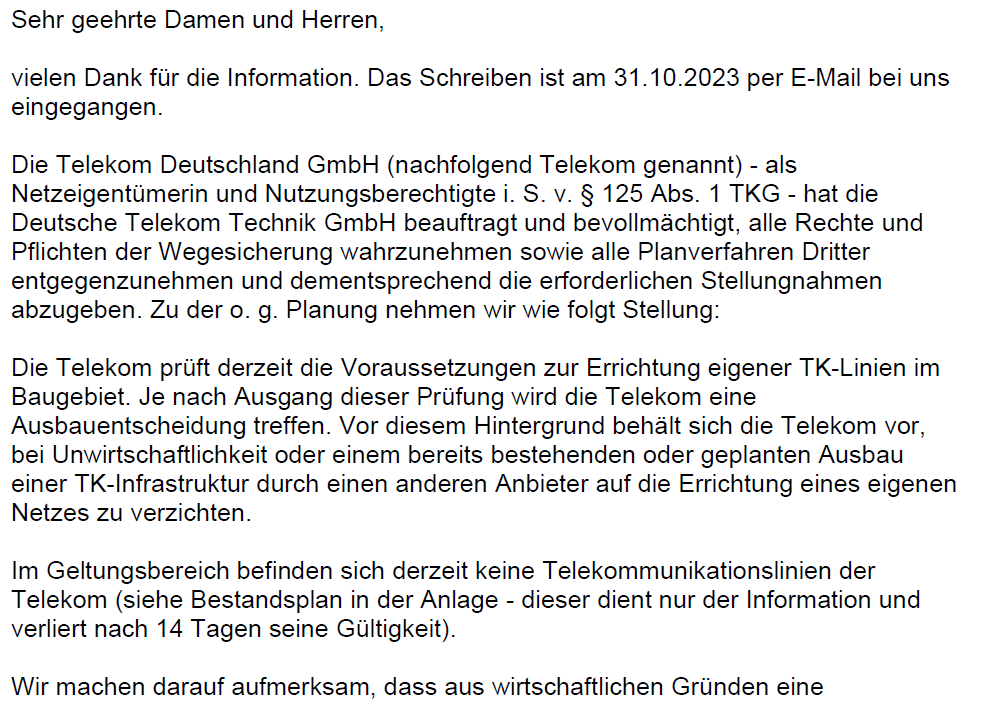 Sehr geehrte Damen und Herren,
vielen Dank für die Information. Das Schreiben ist am 31.10.2023 per E-Mail bei uns
eingegangen.
Die Telekom Deutschland GmbH (nachfolgend Telekom genannt) - als
Netzeigentümerin und Nutzungsberechtigte i. S. v. § 125 Abs. 1 TKG - hat die
Deutsche Telekom Technik GmbH beauftragt und bevollmächtigt, alle Rechte und
Pflichten der Wegesicherung wahrzunehmen sowie alle Planverfahren Dritter
entgegenzunehmen und dementsprechend die erforderlichen Stellungnahmen
abzugeben. Zu der o. g. Planung nehmen wir wie folgt Stellung:
Die Telekom prüft derzeit die Voraussetzungen zur Errichtung eigener TK-Linien im
Baugebiet. Je nach Ausgang dieser Prüfung wird die Telekom eine
Ausbauentscheidung treffen. Vor diesem Hintergrund behält sich die Telekom vor,
bei Unwirtschaftlichkeit oder einem bereits bestehenden oder geplanten Ausbau
einer TK-Infrastruktur durch einen anderen Anbieter auf die Errichtung eines eigenen
Netzes zu verzichten.
Im Geltungsbereich befinden sich derzeit keine Telekommunikationslinien der
Telekom (siehe Bestandsplan in der Anlage - dieser dient nur der Information und
verliert nach 14 Tagen seine Gültigkeit).
Wir machen darauf aufmerksam, dass aus wirtschaftlichen Gründen eine